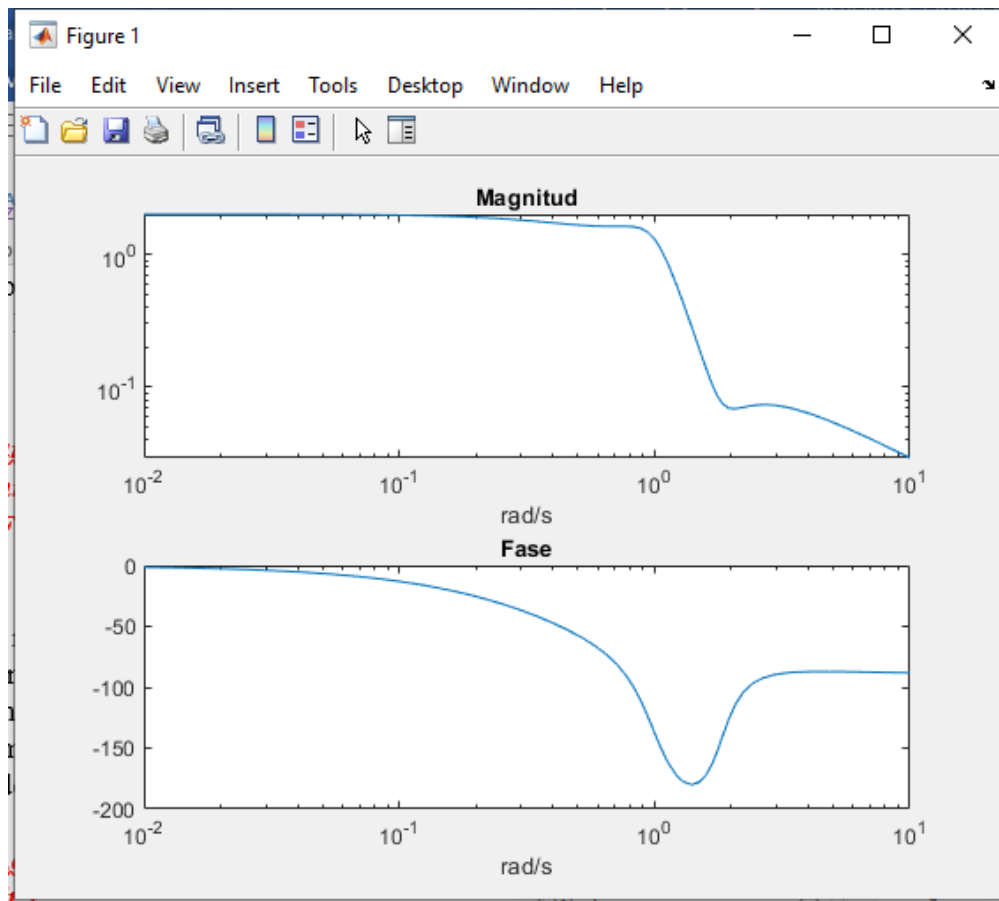 Figure 1
File Edit View Insert Tools Desktop Window Help
Magnitud
10^0
10^-1
10^-2 10^-1 10^0 10^1
rad/s
Fase
0
-50
-100
-150
-200
10^-2 10^-1 10^0 10^1
rad/s